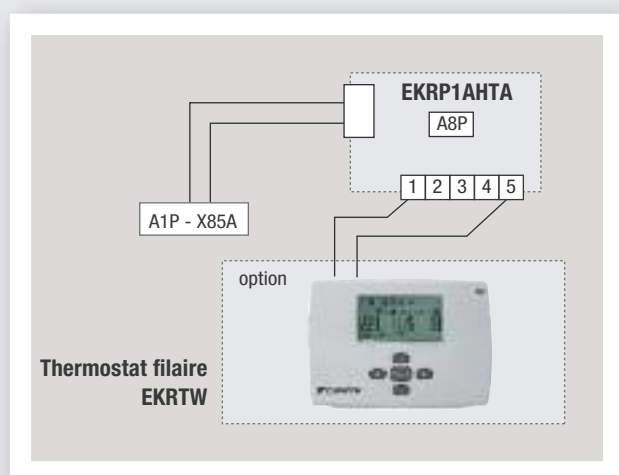 EKRP1AHTA
A8P
1 2 3 4 5
A1P - X85A
option
Thermostat filaire
EKRTW